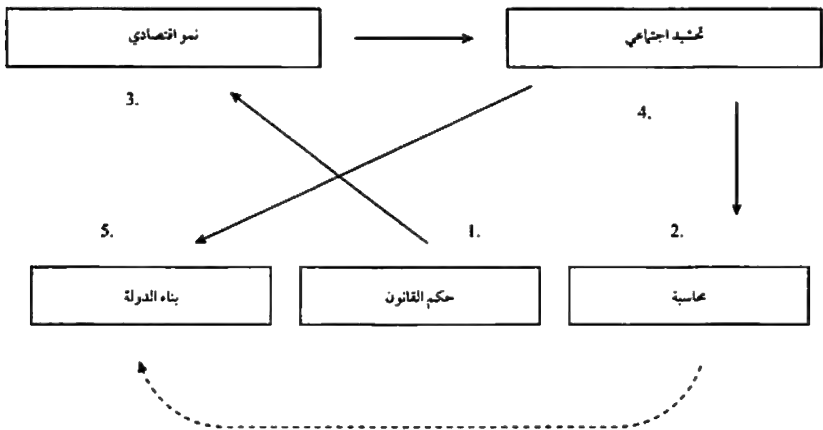 تحشيد اجتماعي
نمو اقتصادي
4.
3.
2.
1.
5.
محاسبة
حكم القانون
بناء الدولة